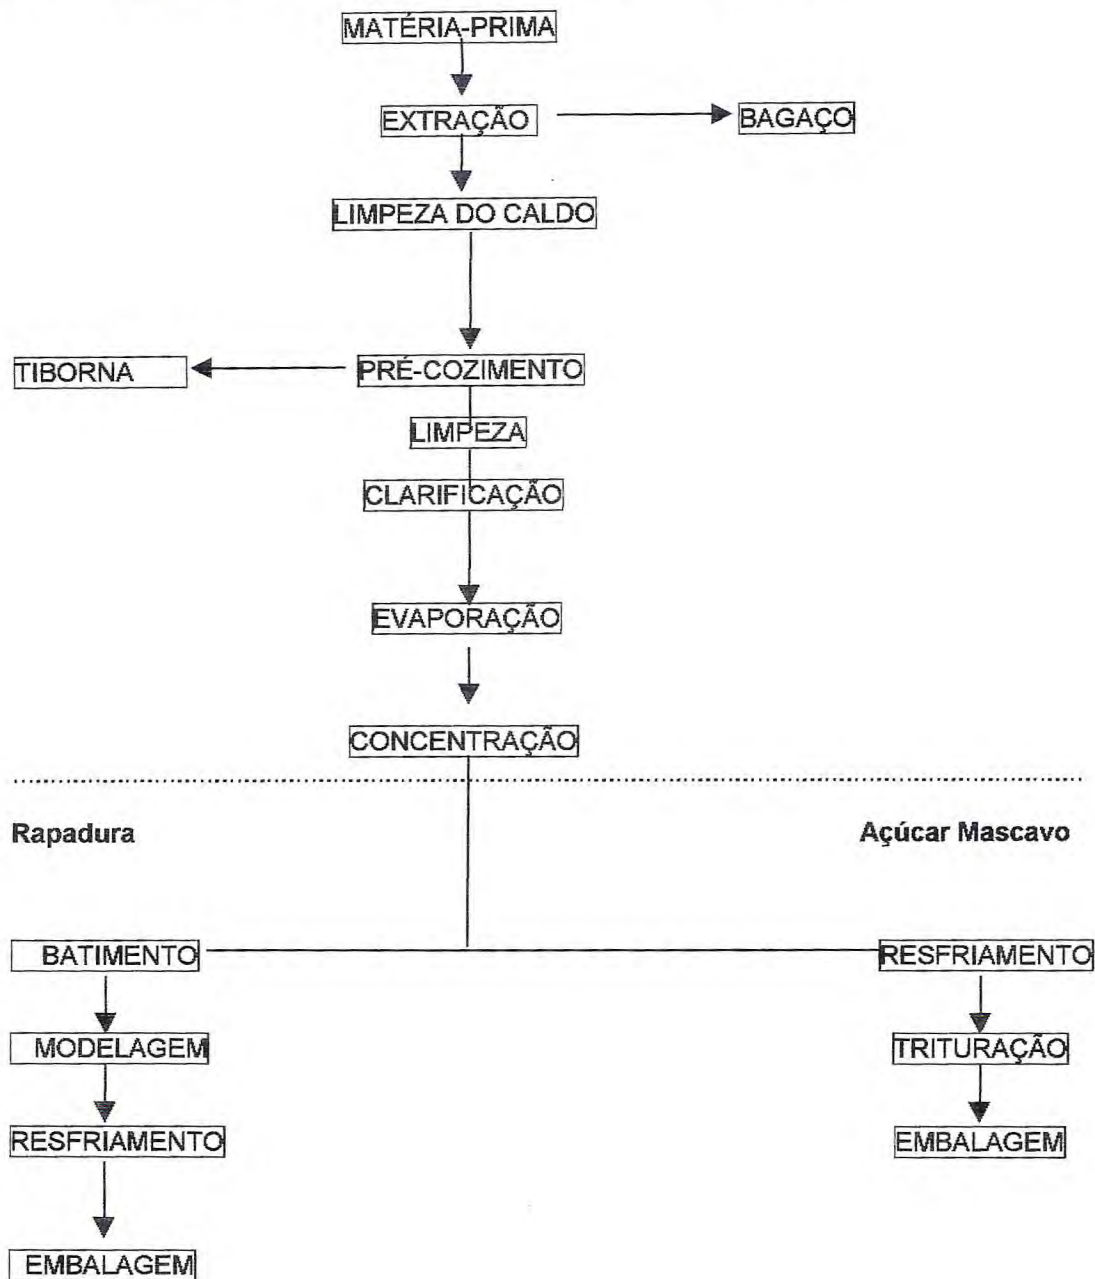 MATÉRIA-PRIMA
EXTRAÇÃO
BAGAÇO
LIMPEZA DO CALDO
TIBORNA
PRÉ-COZIMENTO
LIMPEZA
CLARIFICAÇÃO
EVAPORAÇÃO
CONCENTRAÇÃO
Rapadura
Açúcar Mascavo
BATIMENTO
RESFRIAMENTO
MODELAGEM
TRITURAÇÃO
RESFRIAMENTO
EMBALAGEM
EMBALAGEM